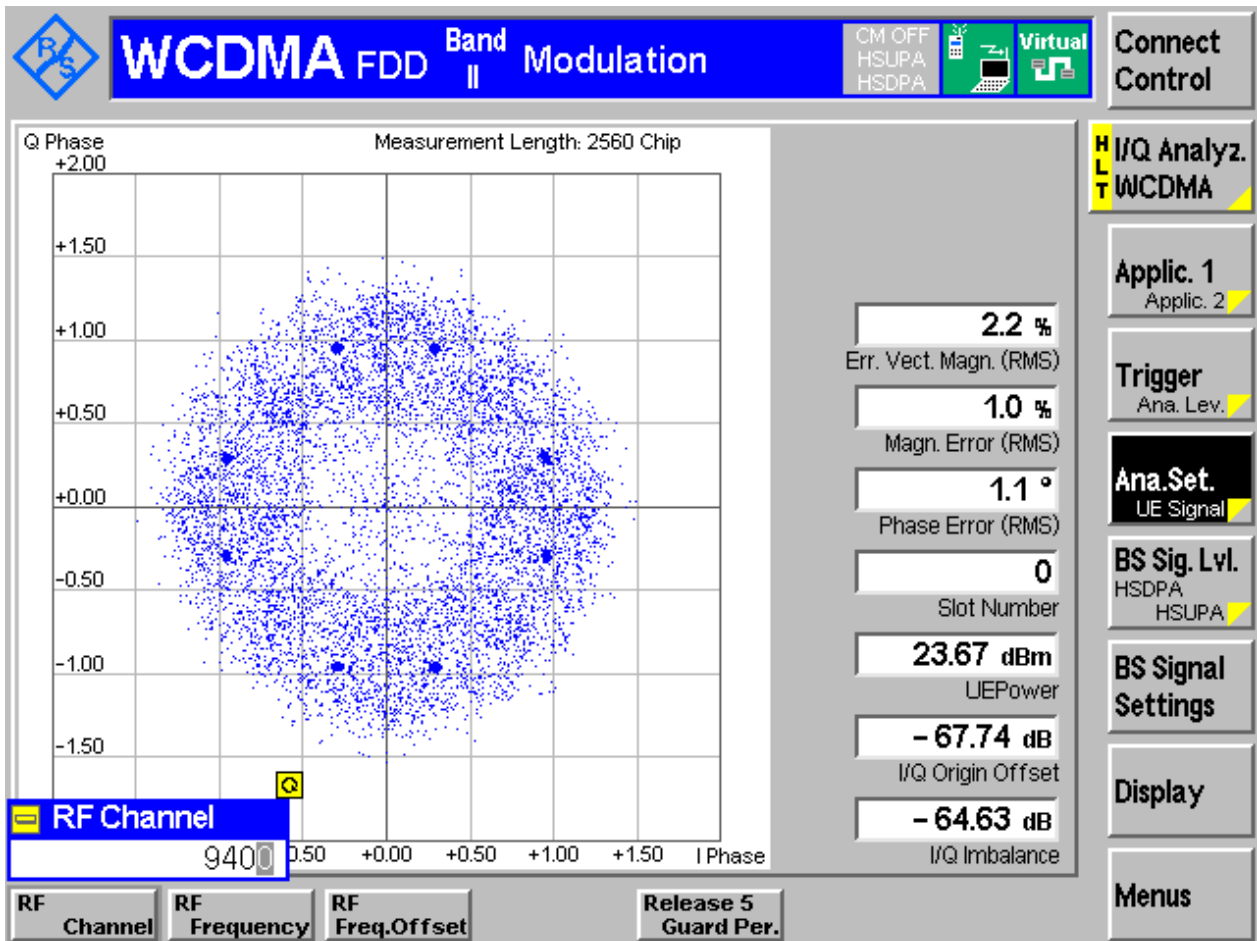 R&S
WCDMA FDD Band II Modulation
CM OFF
HSUPA
HSDPA
Virtual
Connect Control
Q Phase
Measurement Length: 2560 Chip
+2.00
+1.50
+1.00
+0.50
+0.00
-0.50
-1.00
-1.50
Q
RF Channel
9400
0.50 +0.00 +0.50 +1.00 +1.50 I Phase
2.2 %
Err. Vect. Magn. (RMS)
1.0 %
Magn. Error (RMS)
1.1 °
Phase Error (RMS)
0
Slot Number
23.67 dBm
UEPower
- 67.74 dB
I/Q Origin Offset
- 64.63 dB
I/Q Imbalance
HLT
I/Q Analyz.
WCDMA
Applic. 1
Applic. 2
Trigger
Ana. Lev.
Ana.Set.
UE Signal
BS Sig. Lvl.
HSDPA
HSUPA
BS Signal
Settings
Display
Menus
RF Channel
RF Frequency
RF Freq.Offset
Release 5 Guard Per.